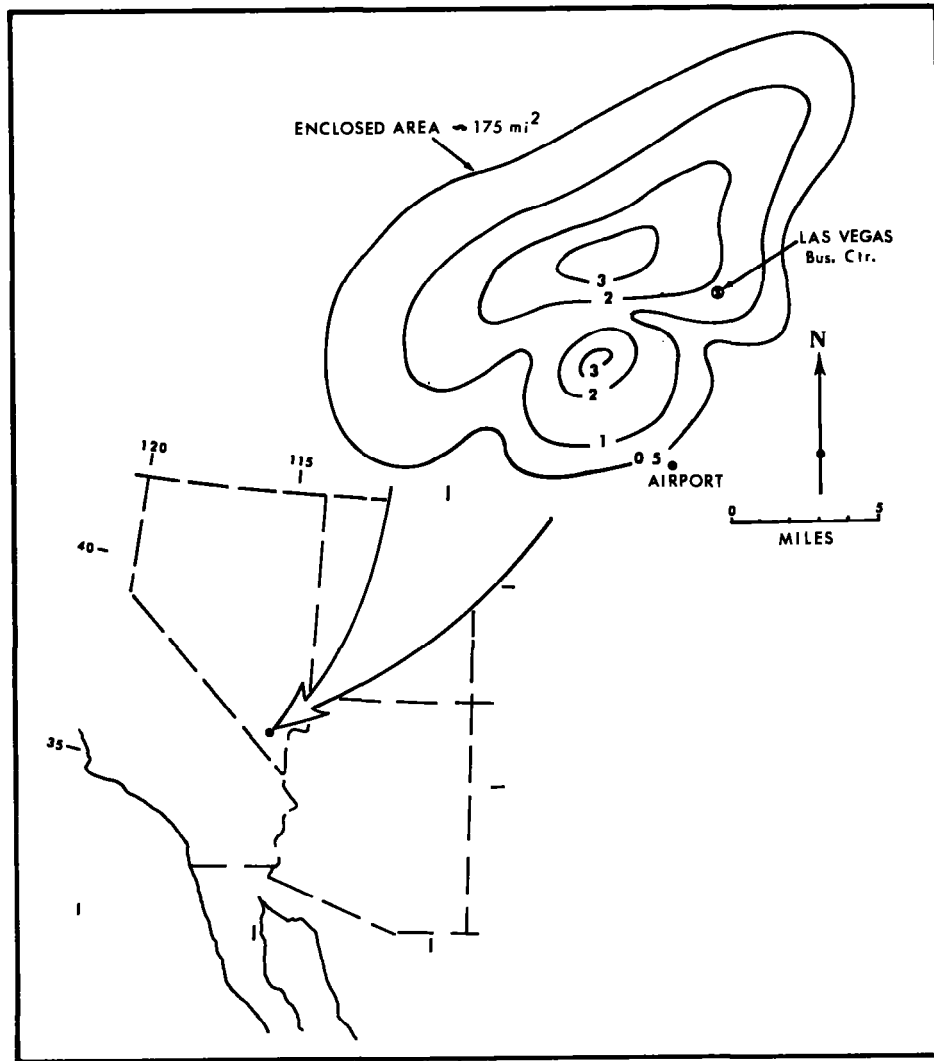 ENCLOSED AREA ≈ 175 mi²
LAS VEGAS
Bus. Ctr.
3
2
N
3
2
1
0 5
AIRPORT
120
115
0 5
MILES
40
35